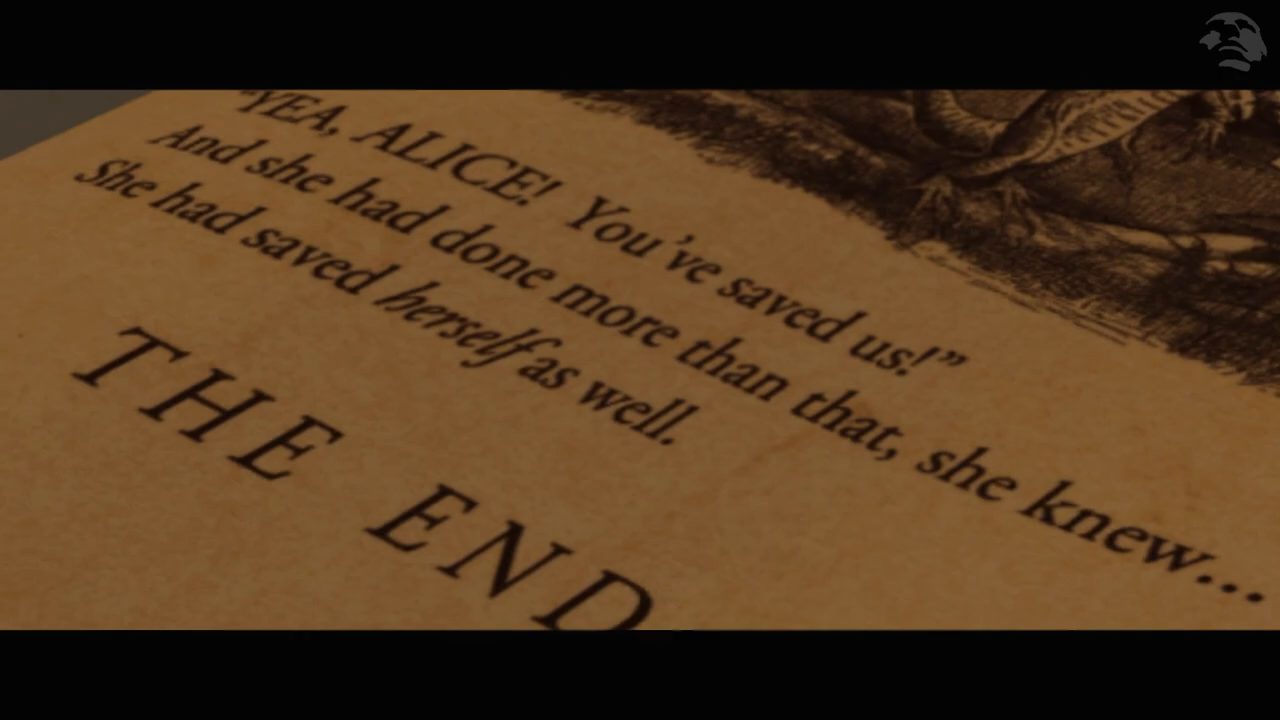 “YEA, ALICE! You’ve saved us!”
And she had done more than that, she knew...
She had saved herself as well.
THE END